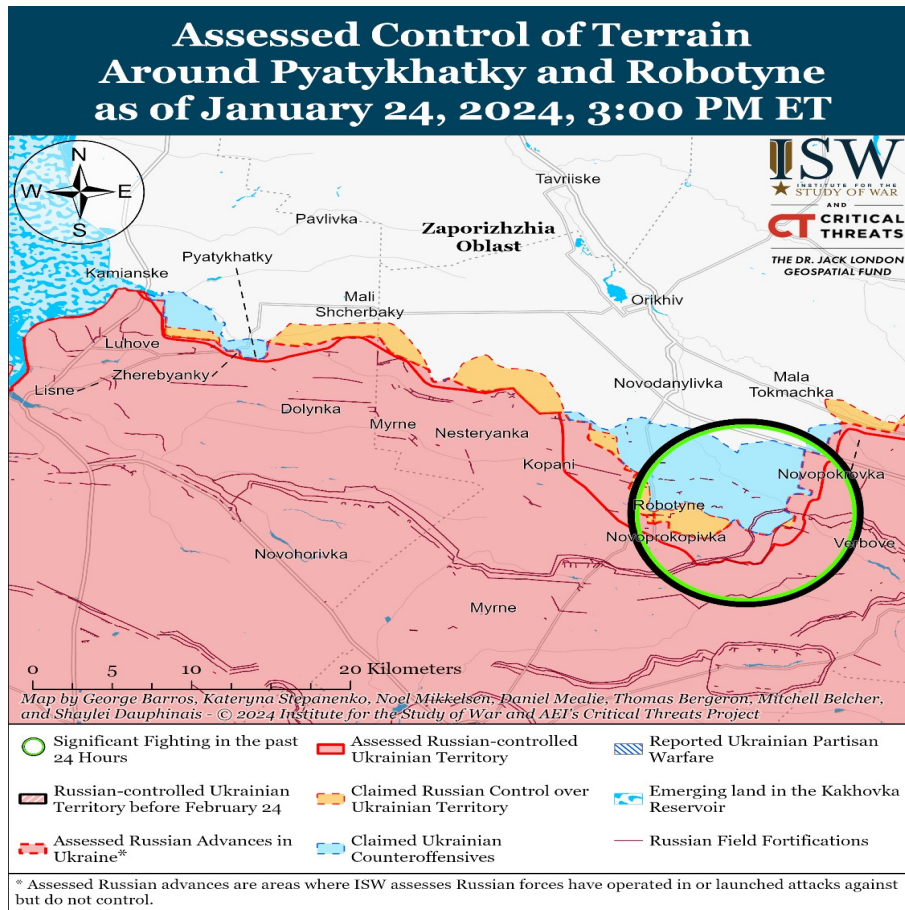 Assessed Control of Terrain
Around Pyatykhatky and Robotyne
as of January 24, 2024, 3:00 PM ET
N
W E
S
ISW
INSTITUTE FOR THE
STUDY OF WAR
AND
CT CRITICAL
THREATS
THE DR. JACK LONDON
GEOSPATIAL FUND
Tavriiske
Pavlivka
Zaporizhzhia
Oblast
Pyatykhatky
Kamianske
Mali
Shcherbaky
Orikhiv
Luhove
Zherebyanky
Lisne
Novodanylivka
Mala
Tokmachka
Dolynka
Myrne
Nesteryanka
Kopani
Novopokrovka
Robotyne
Novoprokopivka
Verbove
Novohorivka
Myrne
0 5 10 20 Kilometers
Map by George Barros, Kateryna Stepanenko, Noel Mikkelsen, Daniel Mealie, Thomas Bergeron, Mitchell Belcher,
and Shaylei Dauphinais - © 2024 Institute for the Study of War and AEI's Critical Threats Project
Significant Fighting in the past
24 Hours
Russian-controlled Ukrainian
Territory before February 24
Assessed Russian Advances in
Ukraine*
Assessed Russian-controlled
Ukrainian Territory
Claimed Russian Control over
Ukrainian Territory
Claimed Ukrainian
Counteroffensives
Reported Ukrainian Partisan
Warfare
Emerging land in the Kakhovka
Reservoir
Russian Field Fortifications
* Assessed Russian advances are areas where ISW assesses Russian forces have operated in or launched attacks against
but do not control.